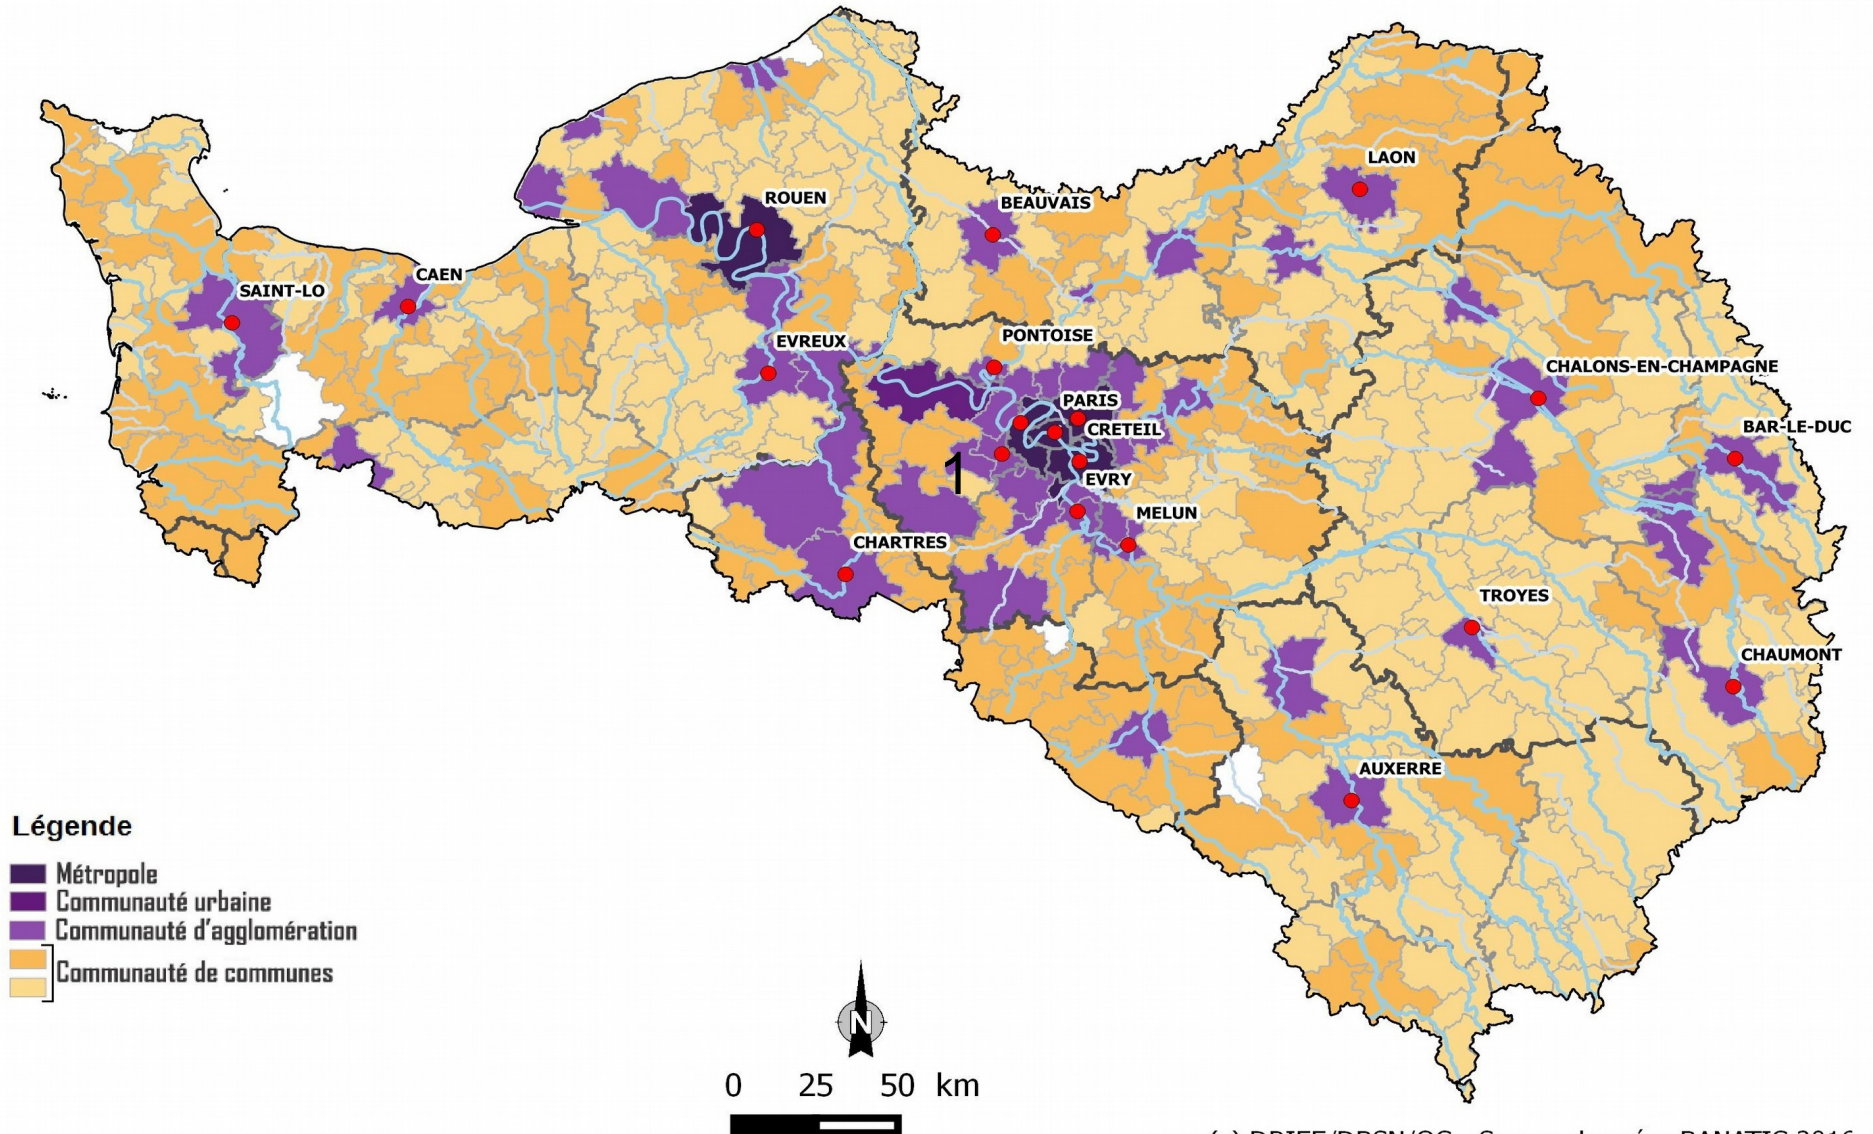 LAON
ROUEN
BEAUVAIS
CAEN
SAINT-LO
PONTOISE
EVREUX
CHALONS-EN-CHAMPAGNE
PARIS
CRETEIL
BAR-LE-DUC
1
EVRY
MELUN
CHARTRES
TROYES
CHAUMONT
AUXERRE
Légende
Métropole
Communauté urbaine
Communauté d'agglomération
Communauté de communes
N
0 25 50 km